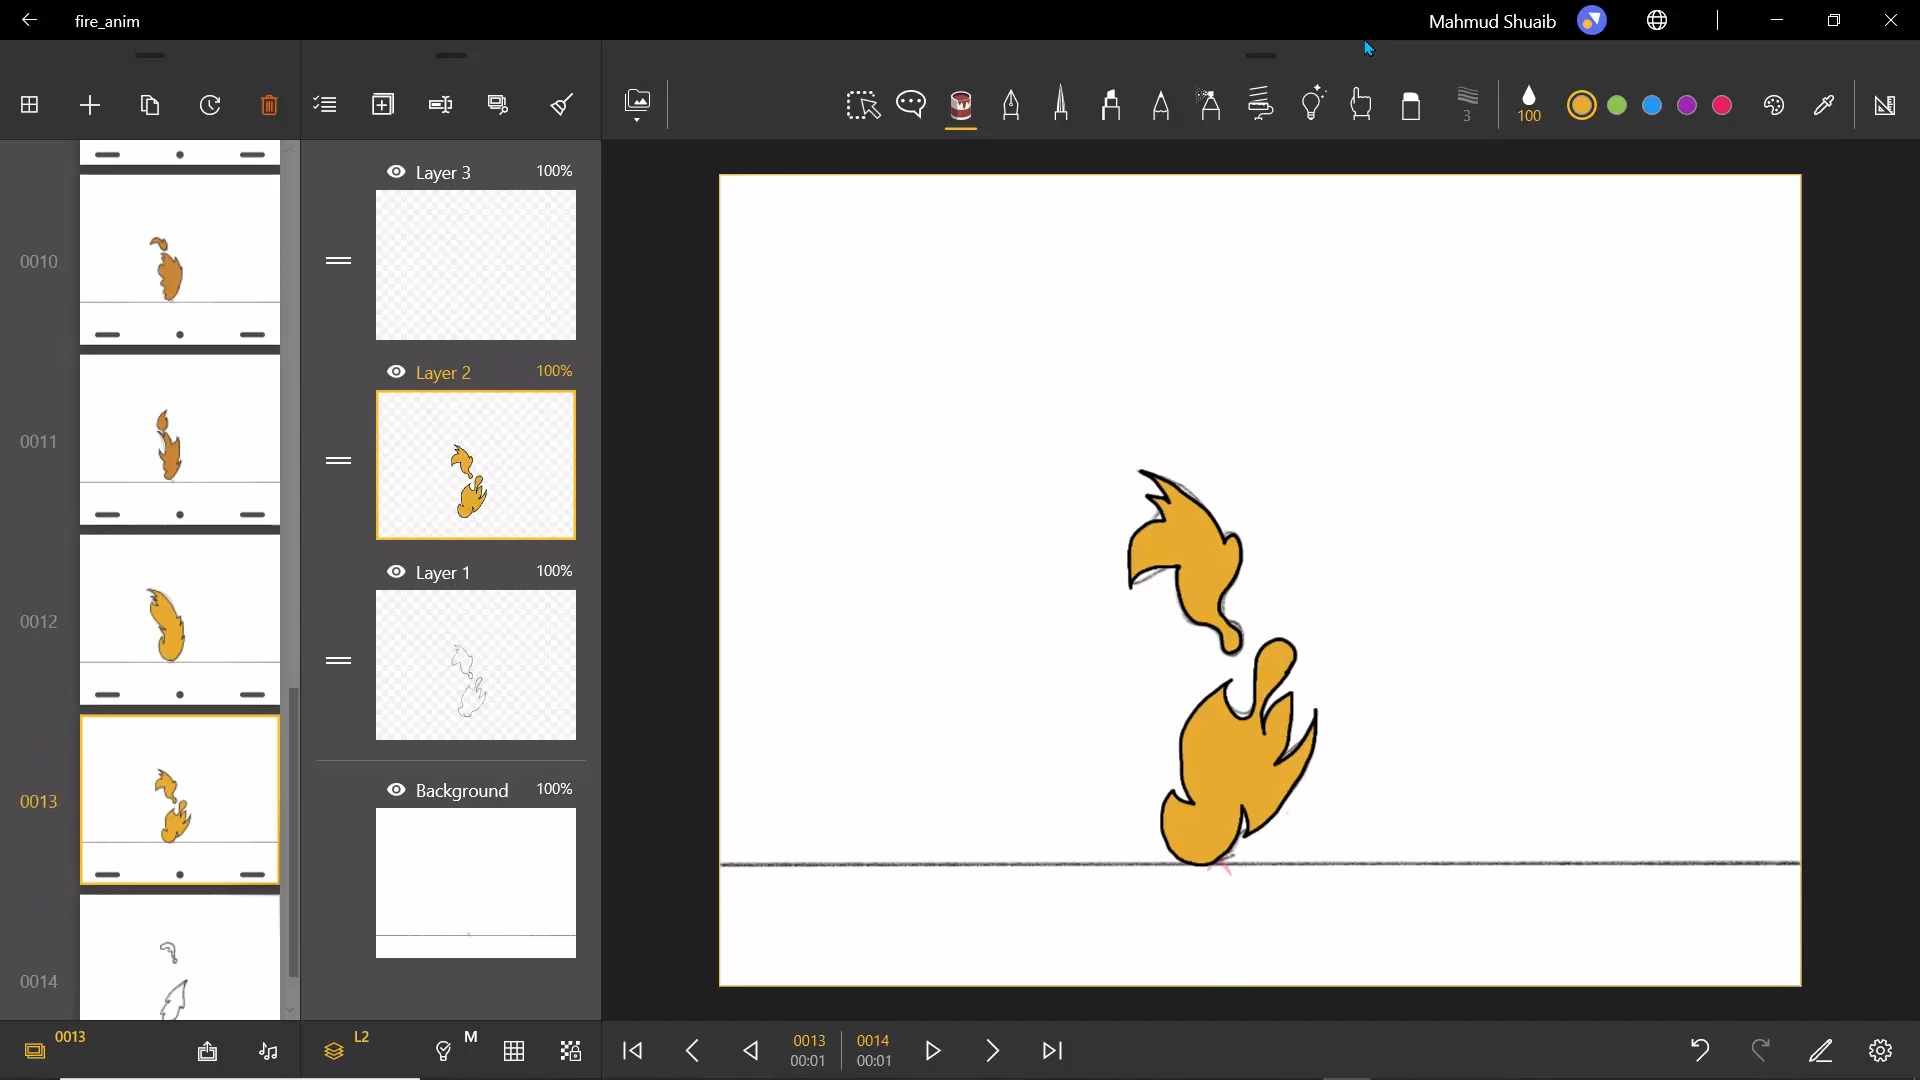 fire_anim
Mahmud Shuaib
3
100
Layer 3 100%
Layer 2 100%
Layer 1 100%
Background 100%
0010
0011
0012
0013
0014
0013
L2
M
0013 0014
00:01 00:01